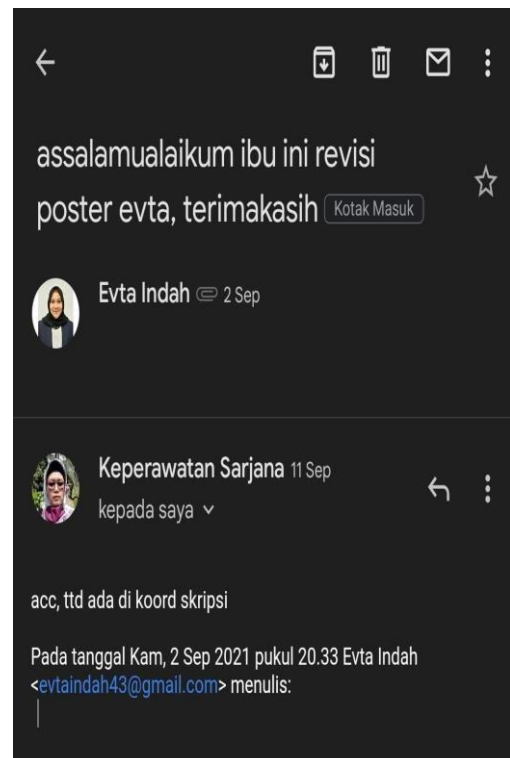 assalamualaikum ibu ini revisi
poster evta, terimakasih Kotak Masuk
Evta Indah 2 Sep
Keperawatan Sarjana 11 Sep
kepada saya
acc, ttd ada di koord skripsi
Pada tanggal Kam, 2 Sep 2021 pukul 20.33 Evta Indah
<evtaindah43@gmail.com> menulis: